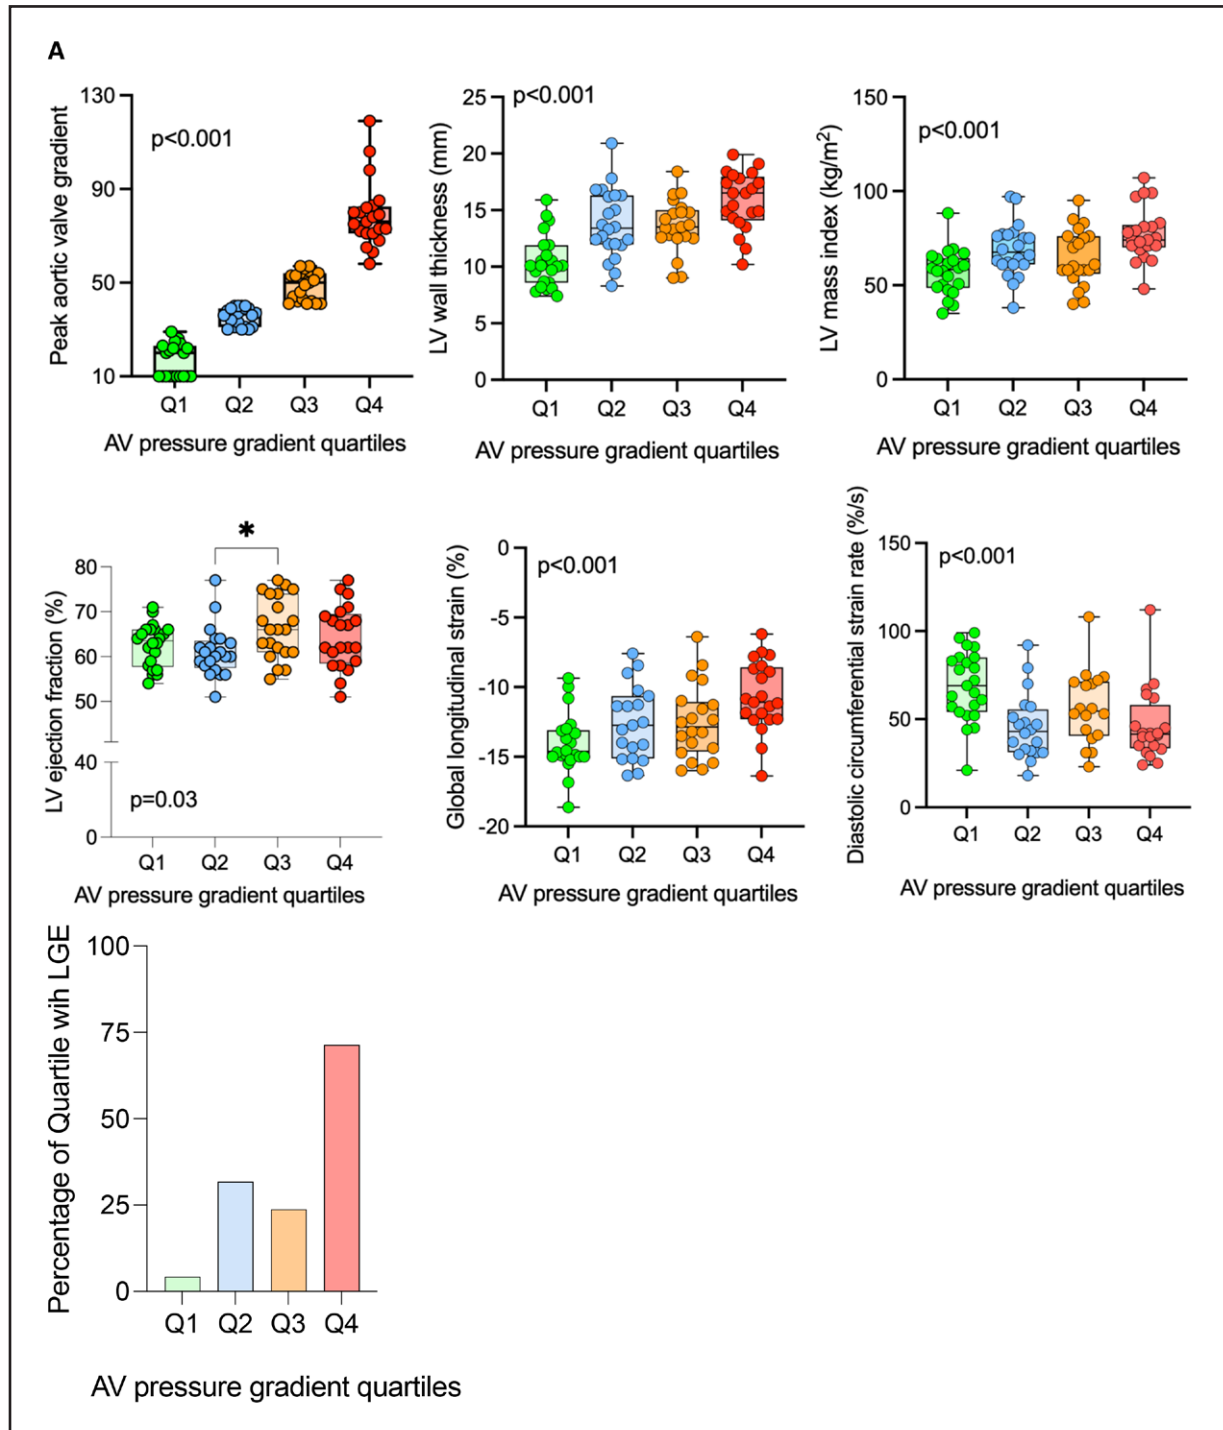 A
Peak aortic valve gradient
130
90
50
10
p<0.001
Q1 Q2 Q3 Q4
AV pressure gradient quartiles
LV wall thickness (mm)
25
20
15
10
5
0
p<0.001
Q1 Q2 Q3 Q4
AV pressure gradient quartiles
LV mass index (kg/m²)
150
100
50
0
p<0.001
Q1 Q2 Q3 Q4
AV pressure gradient quartiles
LV ejection fraction (%)
80
70
60
50
40
0
*
p=0.03
Q1 Q2 Q3 Q4
AV pressure gradient quartiles
Global longitudinal strain (%)
0
-5
-10
-15
-20
p<0.001
Q1 Q2 Q3 Q4
AV pressure gradient quartiles
Diastolic circumferential strain rate (%/s)
150
100
50
0
p<0.001
Q1 Q2 Q3 Q4
AV pressure gradient quartiles
Percentage of Quartile wih LGE
100
75
50
25
0
Q1 Q2 Q3 Q4
AV pressure gradient quartiles